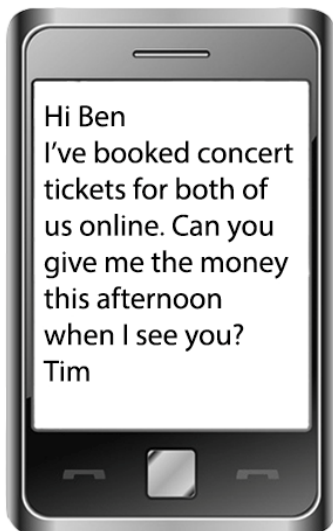 Hi Ben
I've booked concert
tickets for both of
us online. Can you
give me the money
this afternoon
when I see you?
Tim